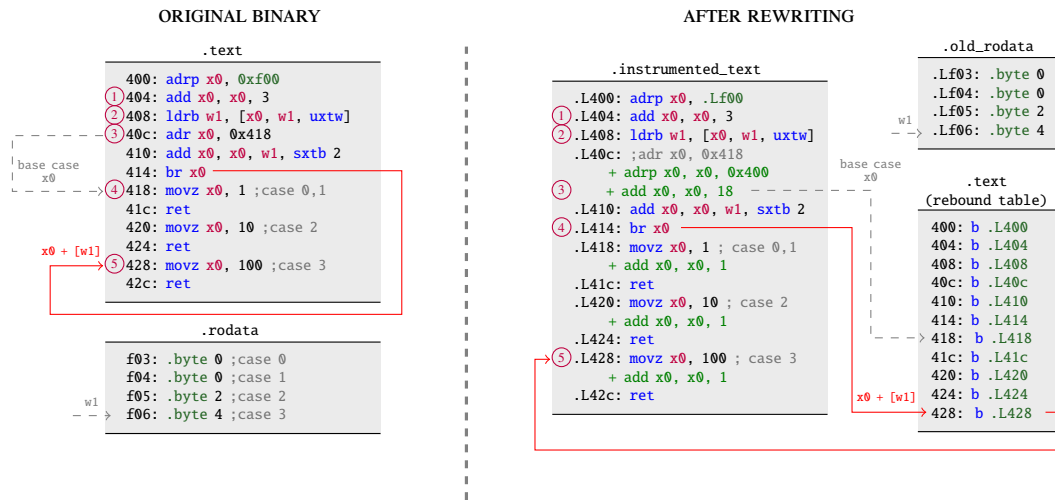 ORIGINAL BINARY
.text
400: adrp x0, 0xf00
1 404: add x0, x0, 3
2 408: ldrb w1, [x0, w1, uxtw]
3 40c: adr x0, 0x418
410: add x0, x0, w1, sxtb 2
414: br x0
4 418: movz x0, 1 ;case 0,1
41c: ret
420: movz x0, 10 ;case 2
424: ret
5 428: movz x0, 100 ;case 3
42c: ret
base case
x0
x0 + [w1]
.rodata
f03: .byte 0 ;case 0
f04: .byte 0 ;case 1
f05: .byte 2 ;case 2
f06: .byte 4 ;case 3
w1
AFTER REWRITING
.instrumented_text
.L400: adrp x0, .Lf00
1 .L404: add x0, x0, 3
2 .L408: ldrb w1, [x0, w1, uxtw]
.L40c: ;adr x0, 0x418
+ adrp x0, x0, 0x400
3 + add x0, x0, 18
.L410: add x0, x0, w1, sxtb 2
4 .L414: br x0
.L418: movz x0, 1 ; case 0,1
+ add x0, x0, 1
.L41c: ret
.L420: movz x0, 10 ; case 2
+ add x0, x0, 1
.L424: ret
5 .L428: movz x0, 100 ; case 3
+ add x0, x0, 1
.L42c: ret
base case
x0
x0 + [w1]
.old_rodata
.Lf03: .byte 0
.Lf04: .byte 0
.Lf05: .byte 2
.Lf06: .byte 4
w1
.text
(rebound table)
400: b .L400
404: b .L404
408: b .L408
40c: b .L40c
410: b .L410
414: b .L414
418: b .L418
41c: b .L41c
420: b .L420
424: b .L424
428: b .L428